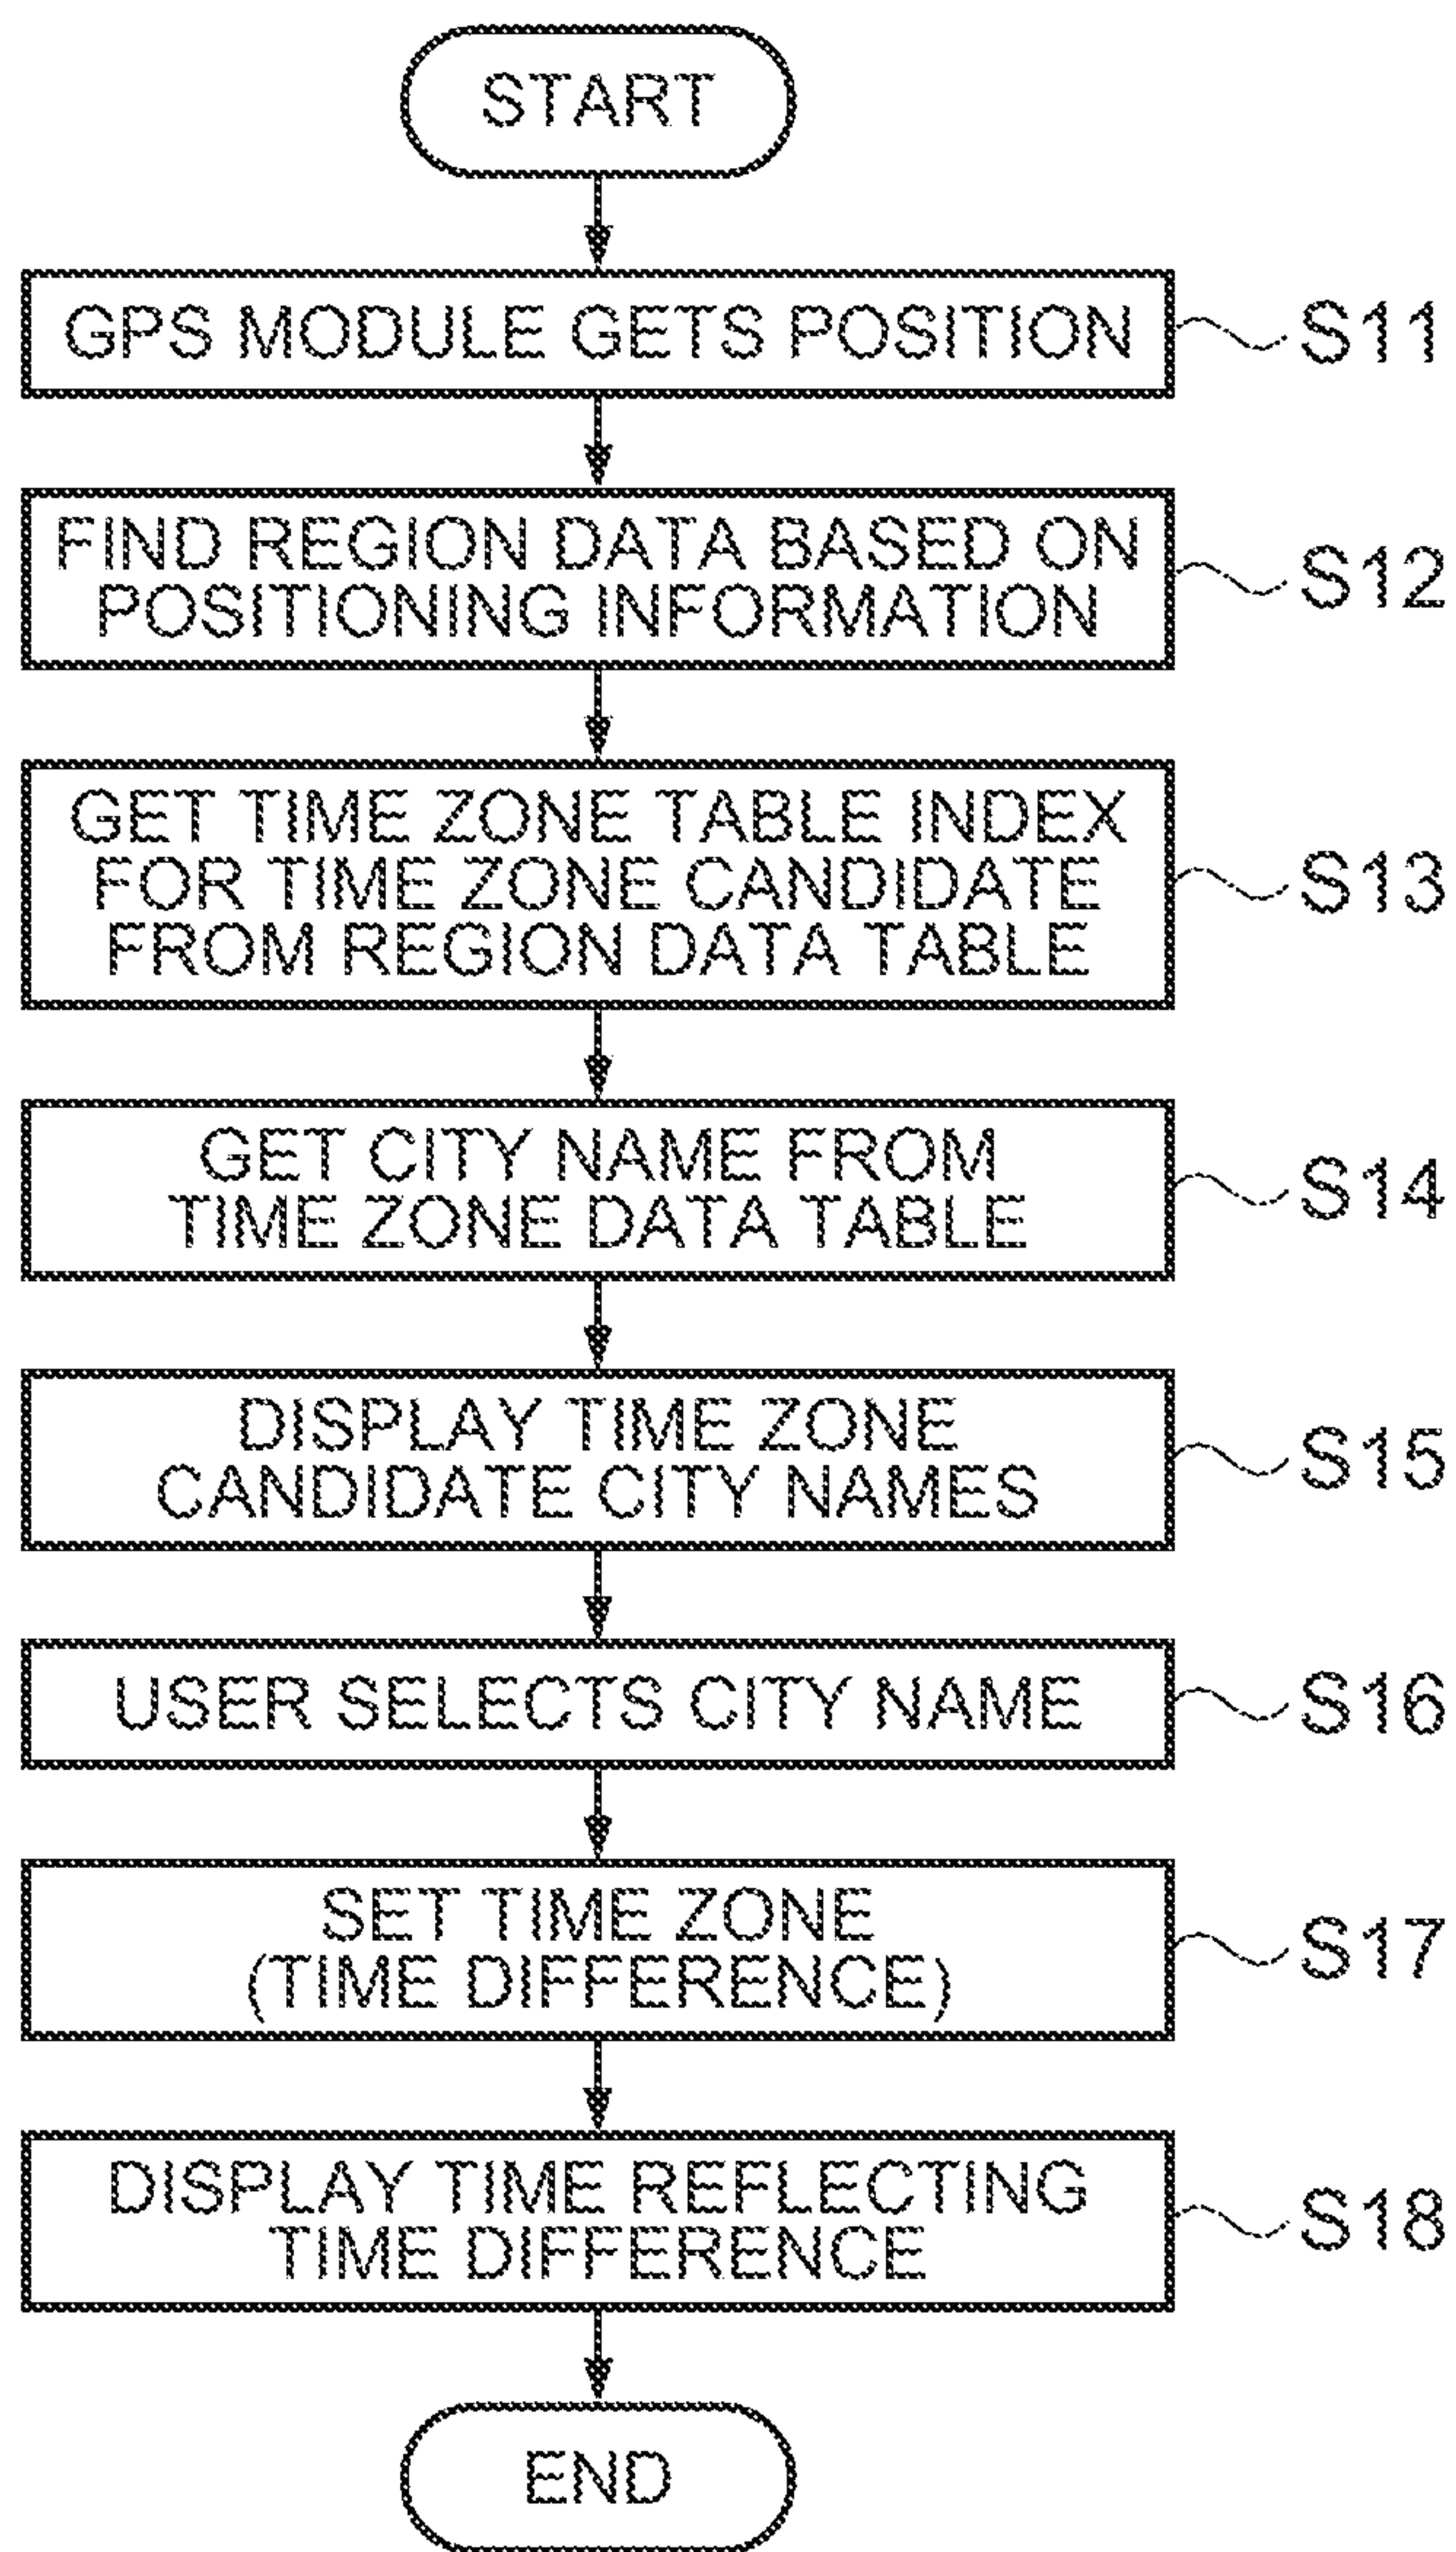 START
GPS MODULE GETS POSITION
S11
FIND REGION DATA BASED ON
POSITIONING INFORMATION
S12
GET TIME ZONE TABLE INDEX
FOR TIME ZONE CANDIDATE
FROM REGION DATA TABLE
S13
GET CITY NAME FROM
TIME ZONE DATA TABLE
S14
DISPLAY TIME ZONE
CANDIDATE CITY NAMES
S15
USER SELECTS CITY NAME
S16
SET TIME ZONE
(TIME DIFFERENCE)
S17
DISPLAY TIME REFLECTING
TIME DIFFERENCE
S18
END